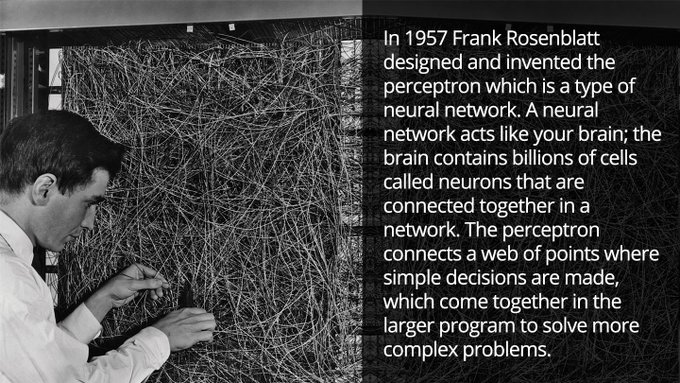 In 1957 Frank Rosenblatt
designed and invented the
perceptron which is a type of
neural network. A neural
network acts like your brain; the
brain contains billions of cells
called neurons that are
connected together in a
network. The perceptron
connects a web of points where
simple decisions are made,
which come together in the
larger program to solve more
complex problems.